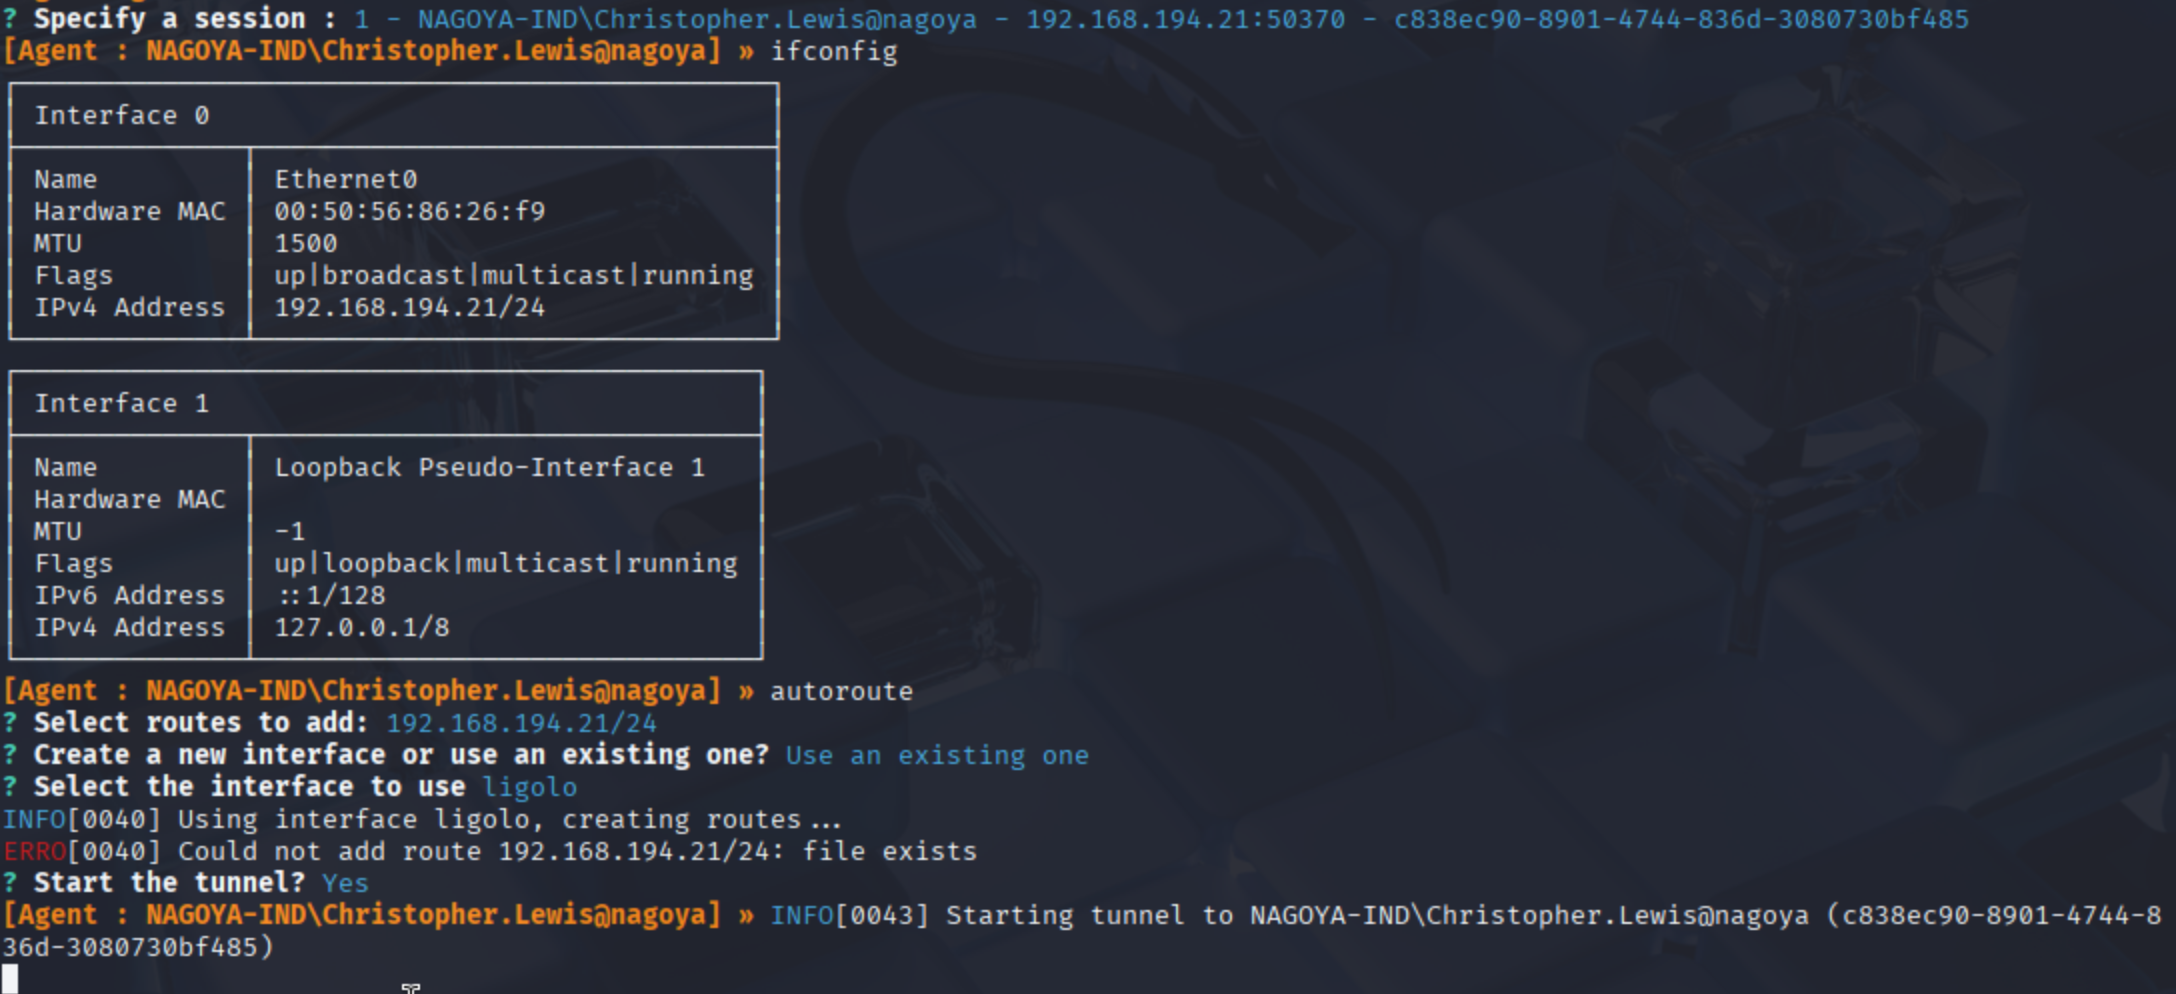 ? Specify a session : 1 - NAGOYA-IND\Christopher.Lewis@nagoya - 192.168.194.21:50370 - c838ec90-8901-4744-836d-3080730bf485
[Agent : NAGOYA-IND\Christopher.Lewis@nagoya] » ifconfig
Interface 0
Name Ethernet0
Hardware MAC 00:50:56:86:26:f9
MTU 1500
Flags up|broadcast|multicast|running
IPv4 Address 192.168.194.21/24
Interface 1
Name Loopback Pseudo-Interface 1
Hardware MAC
MTU -1
Flags up|loopback|multicast|running
IPv6 Address ::1/128
IPv4 Address 127.0.0.1/8
[Agent : NAGOYA-IND\Christopher.Lewis@nagoya] » autoroute
? Select routes to add: 192.168.194.21/24
? Create a new interface or use an existing one? Use an existing one
? Select the interface to use ligolo
INFO[0040] Using interface ligolo, creating routes...
ERRO[0040] Could not add route 192.168.194.21/24: file exists
? Start the tunnel? Yes
[Agent : NAGOYA-IND\Christopher.Lewis@nagoya] » INFO[0043] Starting tunnel to NAGOYA-IND\Christopher.Lewis@nagoya (c838ec90-8901-4744-8
36d-3080730bf485)